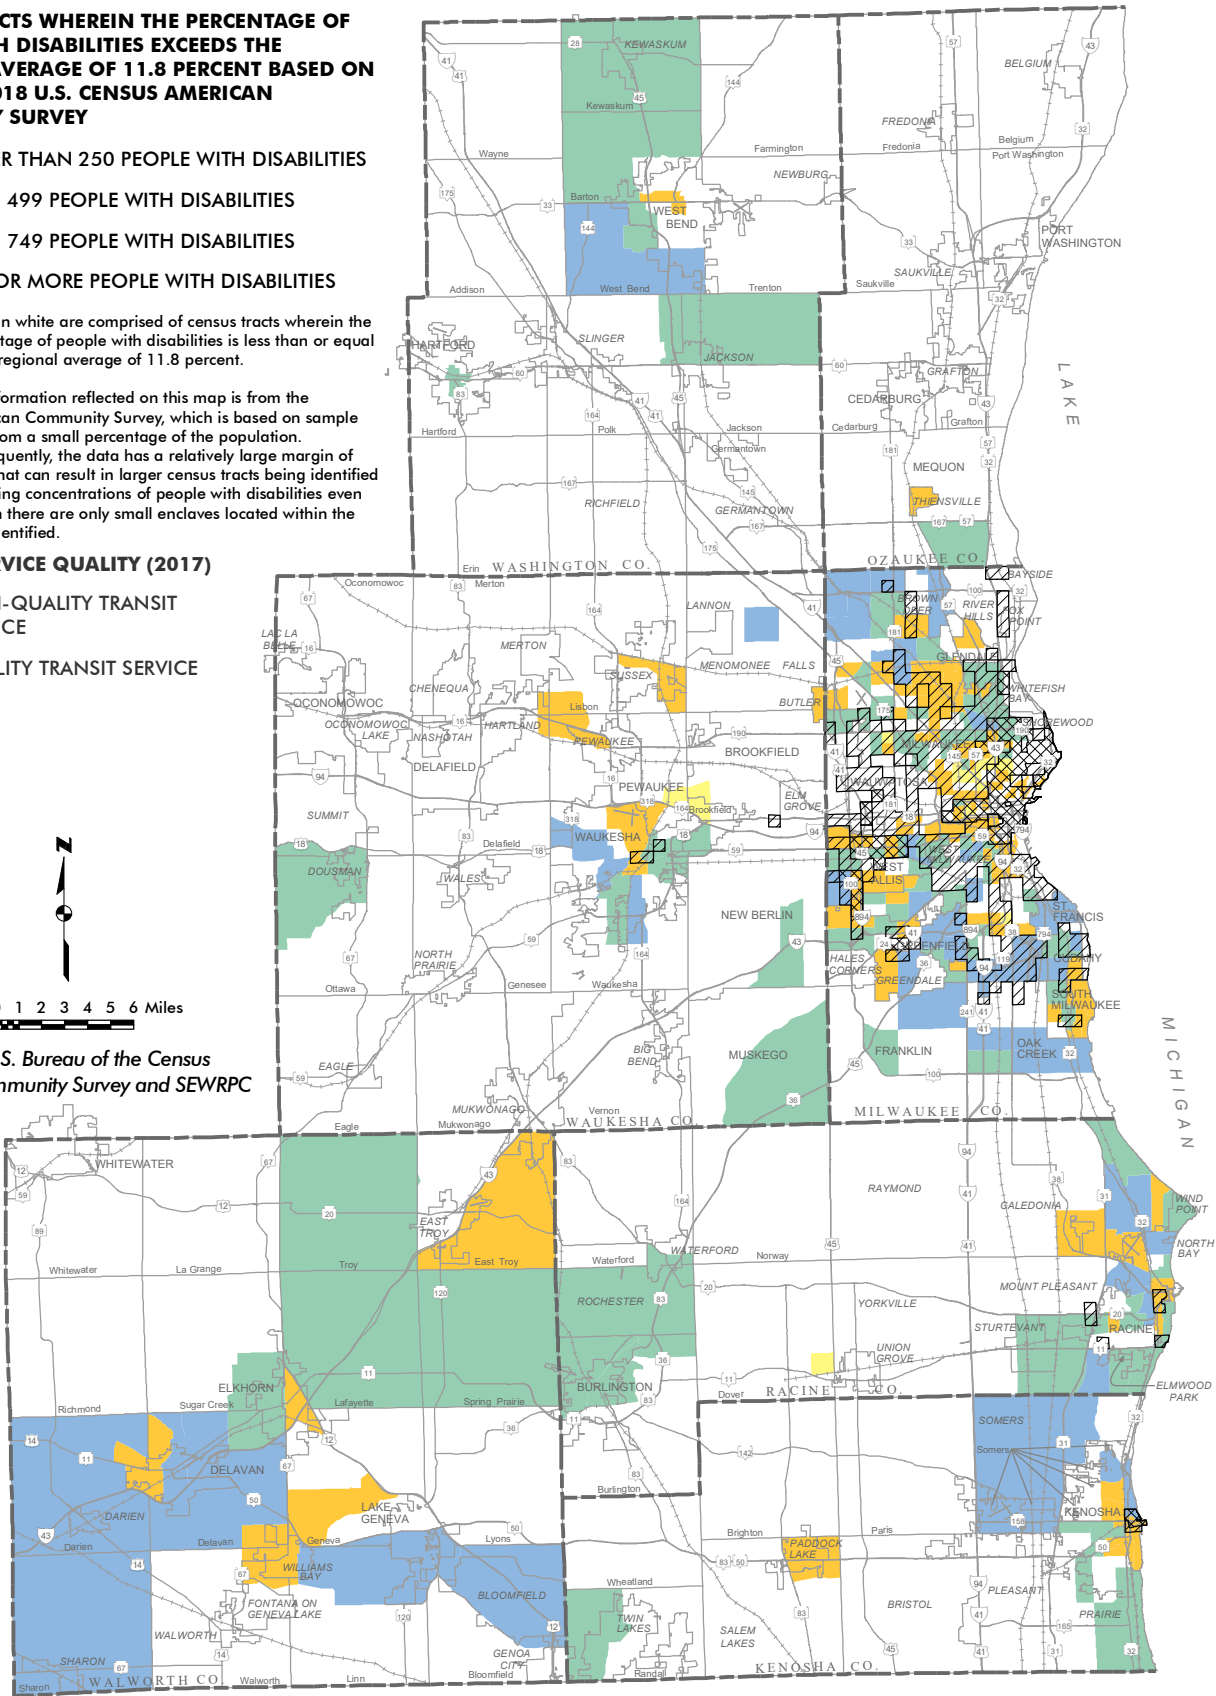 CTS WHEREIN THE PERCENTAGE OF
H DISABILITIES EXCEEDS THE
AVERAGE OF 11.8 PERCENT BASED ON
018 U.S. CENSUS AMERICAN
Y SURVEY
ER THAN 250 PEOPLE WITH DISABILITIES
499 PEOPLE WITH DISABILITIES
749 PEOPLE WITH DISABILITIES
OR MORE PEOPLE WITH DISABILITIES
in white are comprised of census tracts wherein the
tage of people with disabilities is less than or equal
regional average of 11.8 percent.
formation reflected on this map is from the
can Community Survey, which is based on sample
om a small percentage of the population.
quently, the data has a relatively large margin of
hat can result in larger census tracts being identified
ing concentrations of people with disabilities even
h there are only small enclaves located within the
entified.
RVICE QUALITY (2017)
H-QUALITY TRANSIT
ICE
LITY TRANSIT SERVICE
N
0 1 2 3 4 5 6 Miles
.S. Bureau of the Census
mmunity Survey and SEWRPC
KEWASKUM
Kewaskum
BELGIUM
FREDONIA
Belgium
Wayne
Farmington
Fredonia
Port Washington
NEWBURG
Barton
WEST
BEND
PORT
WASHINGTON
SAUKVILLE
Addison
West Bend
Trenton
Saukville
HARTFORD
SLINGER
JACKSON
GRAFTON
CEDARBURG
Hartford
Polk
Jackson
Cedarburg
Grafton
Germantown
MEQUON
RICHFIELD
GERMANTOWN
THIENSVILLE
Erin
WASHINGTON CO.
OZAUKEE CO.
LAKE
MICHIGAN
Oconomowoc
Merton
BAYSIDE
LANNON
BROWN
DEER
RIVER
HILLS
FOX
POINT
LAC LA
BELLE
MERTON
SUSSEX
MENOMONEE FALLS
GLENDALE
CHENEQUA
OCONOMOWOC
Lisbon
BUTLER
WHITEFISH
BAY
OCONOMOWOC
LAKE
NASHOTAH
HARTLAND
PEWAUKEE
SHOREWOOD
BROOKFIELD
MILWAUKEE
DELAFIELD
PEWAUKEE
WAUWATOSA
Brookfield
ELM
GROVE
SUMMIT
WAUKESHA
Delafield
WEST
MILWAUKEE
DOUSMAN
WALES
WEST
ALLIS
NEW BERLIN
ST.
FRANCIS
NORTH
PRAIRIE
GREENFIELD
HALES
CORNERS
CUDAHY
GREENDALE
Ottawa
Genesee
Waukesha
SOUTH
MILWAUKEE
EAGLE
BIG
BEND
MUSKEGO
FRANKLIN
OAK
CREEK
MUKWONAGO
Eagle
Mukwonago
Vernon
WAUKESHA CO.
MILWAUKEE CO.
WHITEWATER
RAYMOND
CALEDONIA
WIND
POINT
EAST
TROY
WATERFORD
NORTH
BAY
Whitewater
La Grange
Troy
East Troy
Waterford
Norway
ROCHESTER
MOUNT PLEASANT
YORKVILLE
STURTEVANT
RACINE
UNION
GROVE
ELKHORN
BURLINGTON
ELMWOOD
PARK
Richmond
Sugar Creek
Lafayette
Spring Prairie
Dover
RACINE CO.
SOMERS
Somers
DELAVAN
Burlington
LAKE
GENEVA
KENOSHA
DARIEN
Darien
Delavan
Geneva
Lyons
Brighton
Paris
PADDOCK
LAKE
WILLIAMS
BAY
BLOOMFIELD
Wheatland
PLEASANT
PRAIRIE
FONTANA ON
GENEVA LAKE
TWIN
LAKES
BRISTOL
WALWORTH
SALEM
LAKES
SHARON
GENOA
CITY
Sharon
WALWORTH CO.
Walworth
Linn
Bloomfield
Randall
KENOSHA CO.